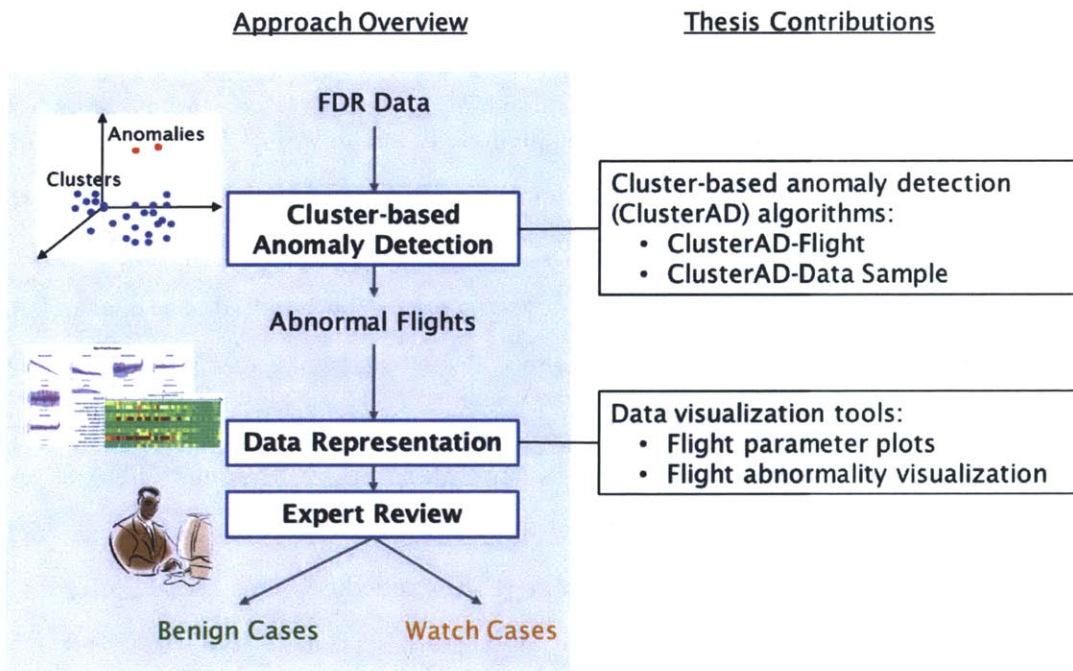 Approach Overview
Thesis Contributions
FDR Data
Anomalies
Clusters
Cluster-based
Anomaly Detection
Cluster-based anomaly detection
(ClusterAD) algorithms:
• ClusterAD-Flight
• ClusterAD-Data Sample
Abnormal Flights
Data Representation
Data visualization tools:
• Flight parameter plots
• Flight abnormality visualization
Expert Review
Benign Cases
Watch Cases